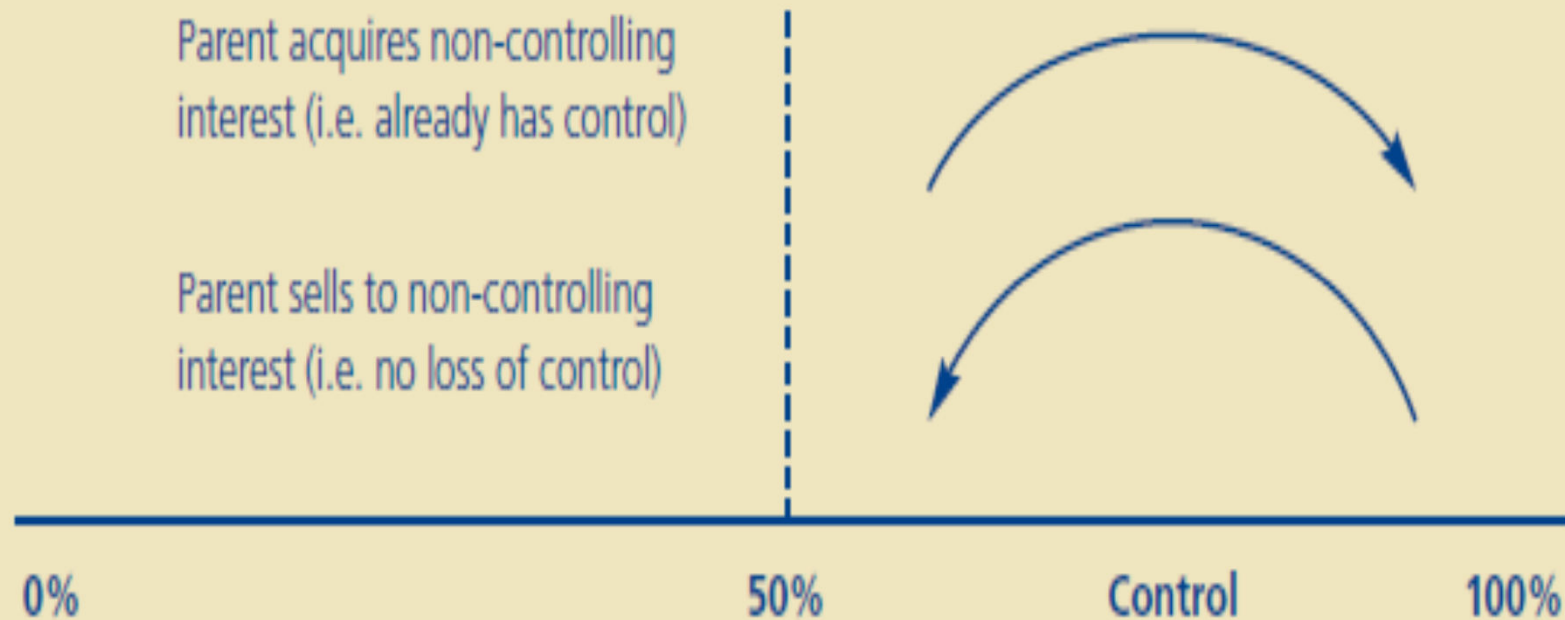 Parent acquires non-controlling
interest (i.e. already has control)
Parent sells to non-controlling
interest (i.e. no loss of control)
0% 50% Control 100%